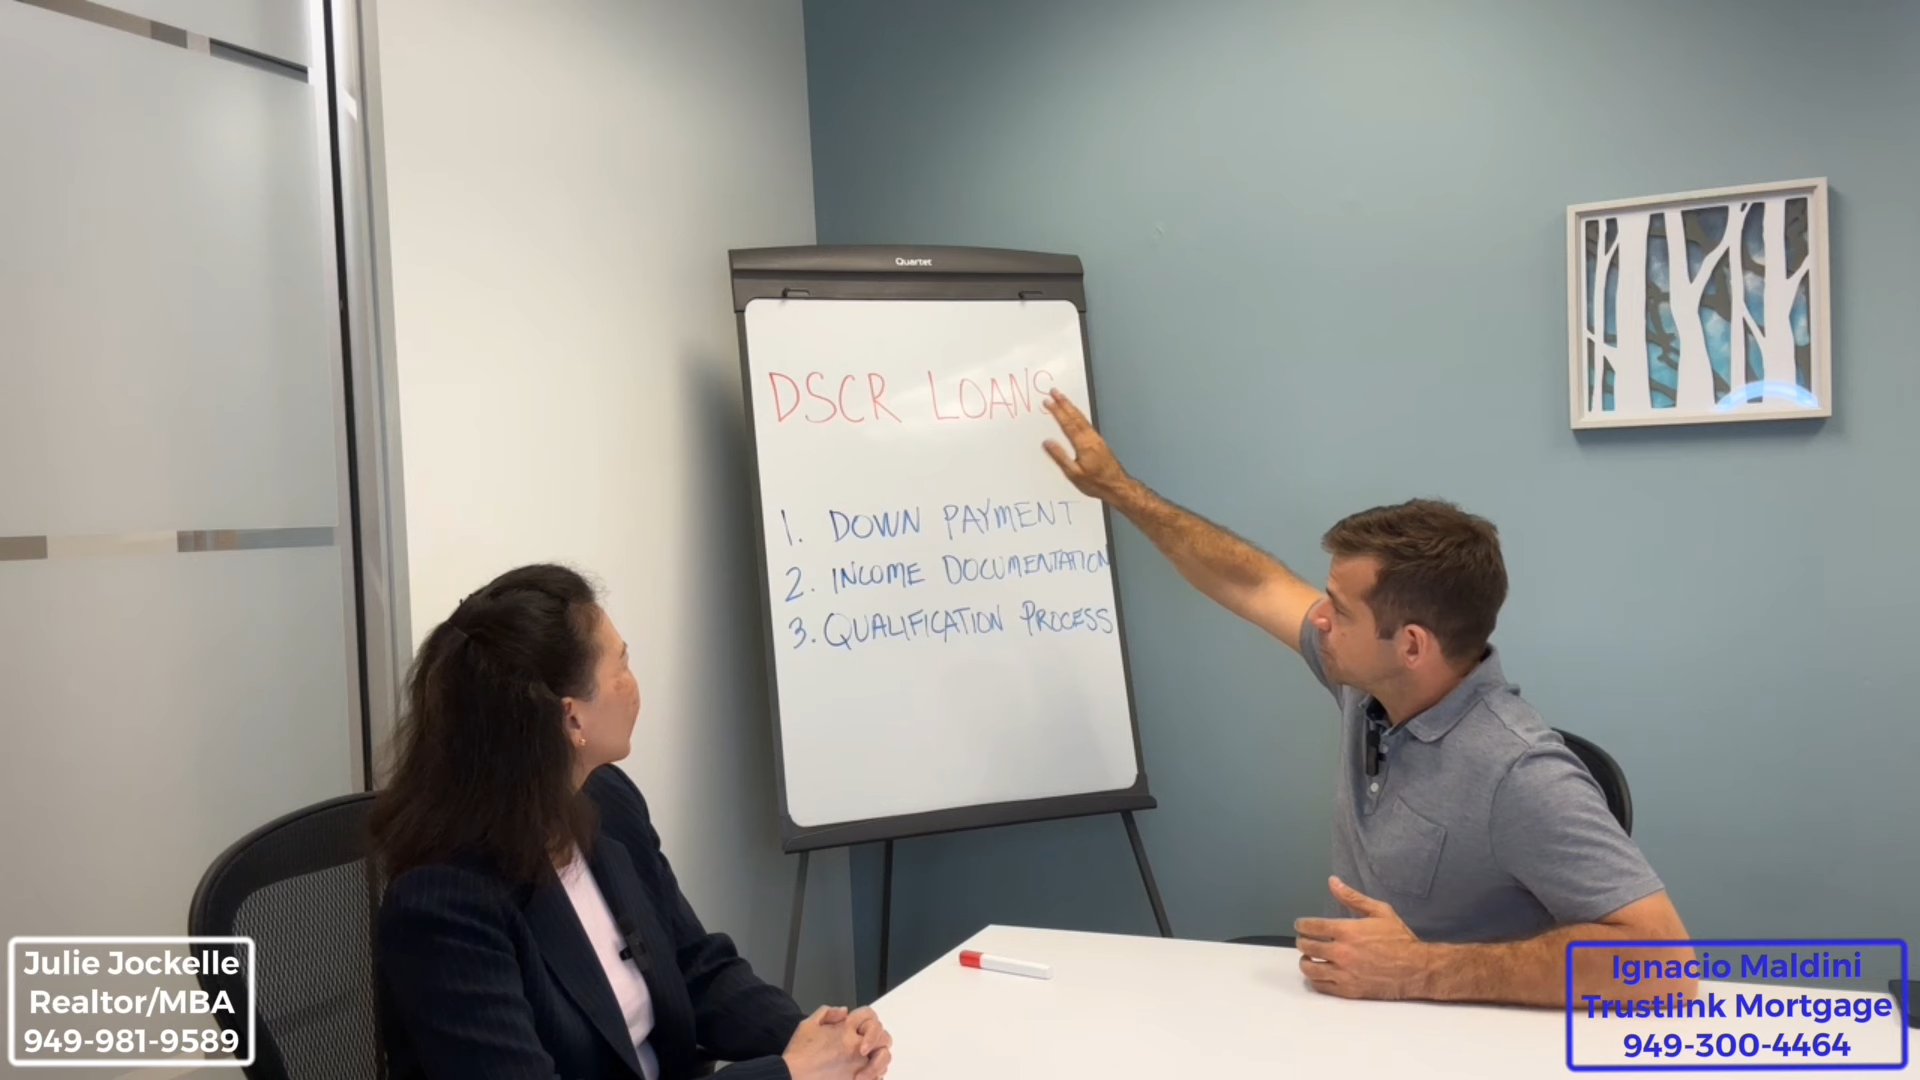 Quartet
DSCR LOANS
1. DOWN PAYMENT
2. INCOME DOCUMENTATION
3. QUALIFICATION PROCESS
Julie Jockelle
Realtor/MBA
949-981-9589
Ignacio Maldini
Trustlink Mortgage
949-300-4464